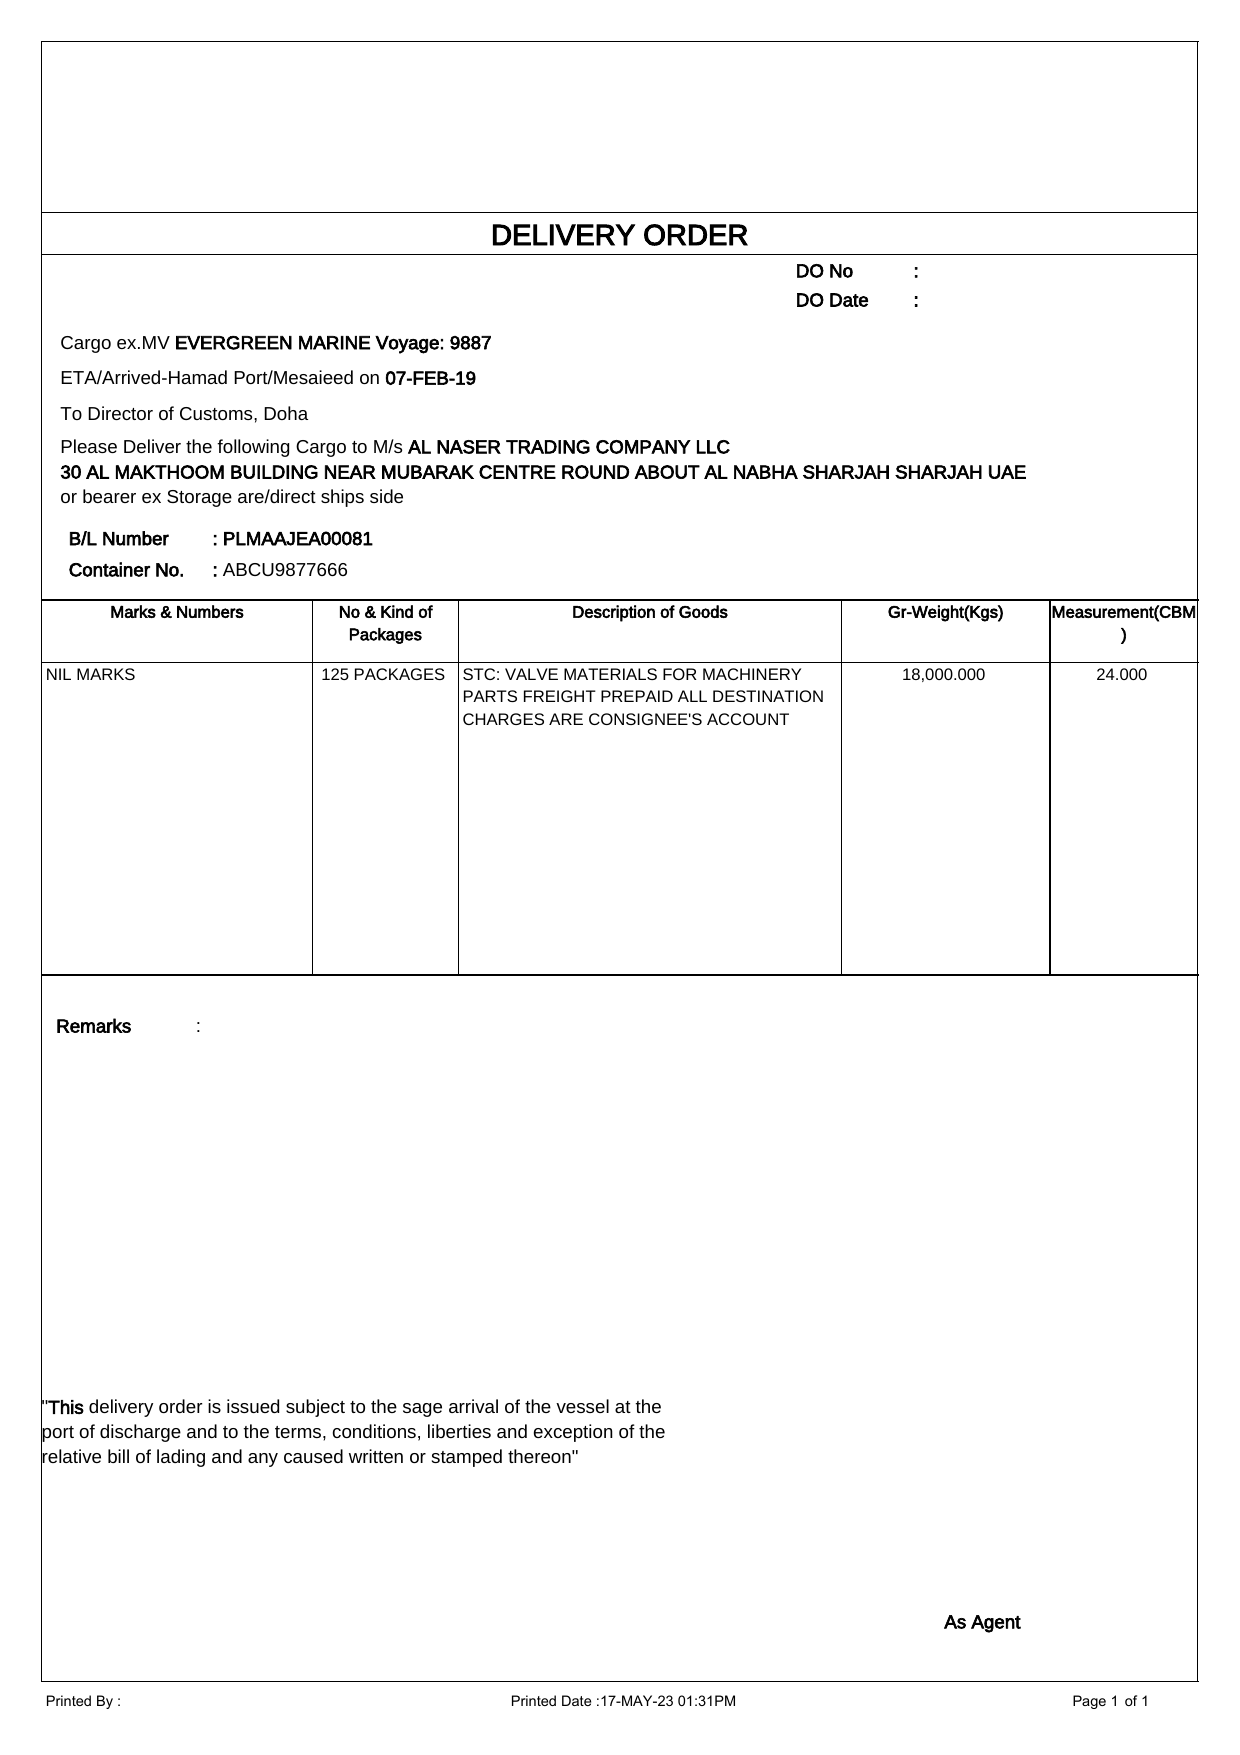 DELIVERY ORDER
DO No :
DO Date :
Cargo ex.MV EVERGREEN MARINE Voyage: 9887
ETA/Arrived-Hamad Port/Mesaieed on 07-FEB-19
To Director of Customs, Doha
Please Deliver the following Cargo to M/s AL NASER TRADING COMPANY LLC
30 AL MAKTHOOM BUILDING NEAR MUBARAK CENTRE ROUND ABOUT AL NABHA SHARJAH SHARJAH UAE
or bearer ex Storage are/direct ships side
B/L Number : PLMAAJEA00081
Container No. : ABCU9877666
Marks & Numbers No & Kind of Description of Goods Gr-Weight(Kgs) Measurement(CBM
Packages )
NIL MARKS 125 PACKAGES STC: VALVE MATERIALS FOR MACHINERY 18,000.000 24.000
PARTS FREIGHT PREPAID ALL DESTINATION
CHARGES ARE CONSIGNEE'S ACCOUNT
Remarks :
"This delivery order is issued subject to the sage arrival of the vessel at the
port of discharge and to the terms, conditions, liberties and exception of the
relative bill of lading and any caused written or stamped thereon"
As Agent
Printed By : Printed Date :17-MAY-23 01:31PM Page 1 of 1